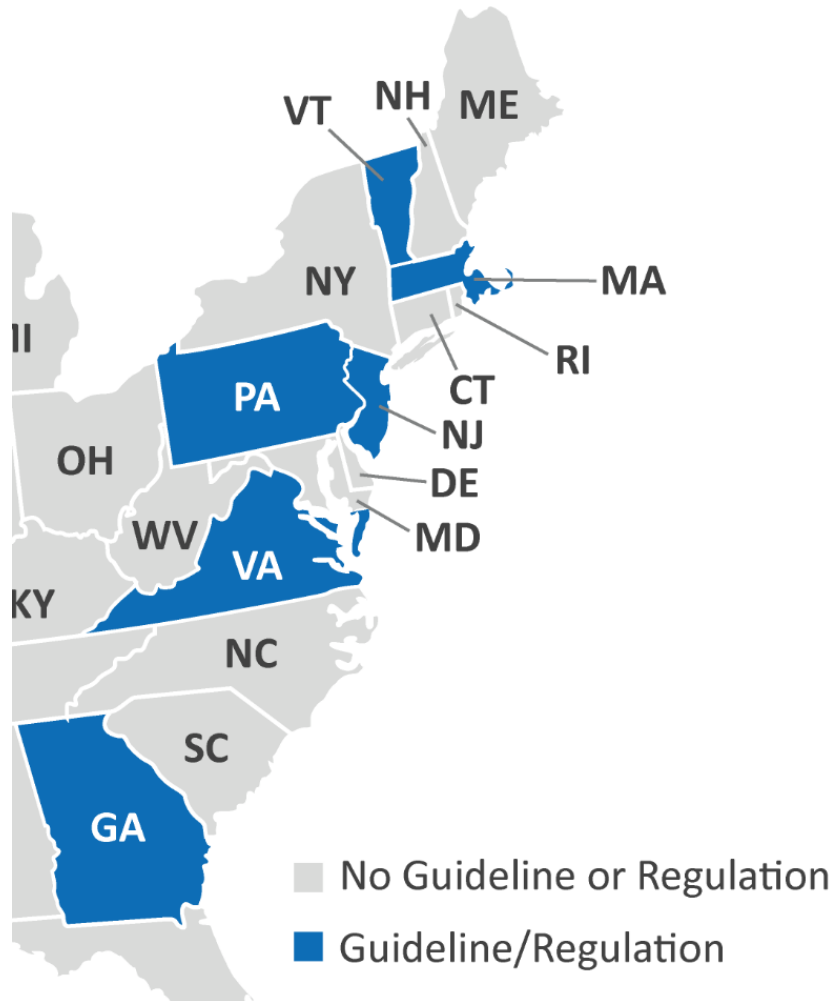 NH
ME
VT
NY
MA
RI
CT
PA
NJ
OH
DE
WV
MD
VA
KY
NC
SC
GA
No Guideline or Regulation
Guideline/Regulation